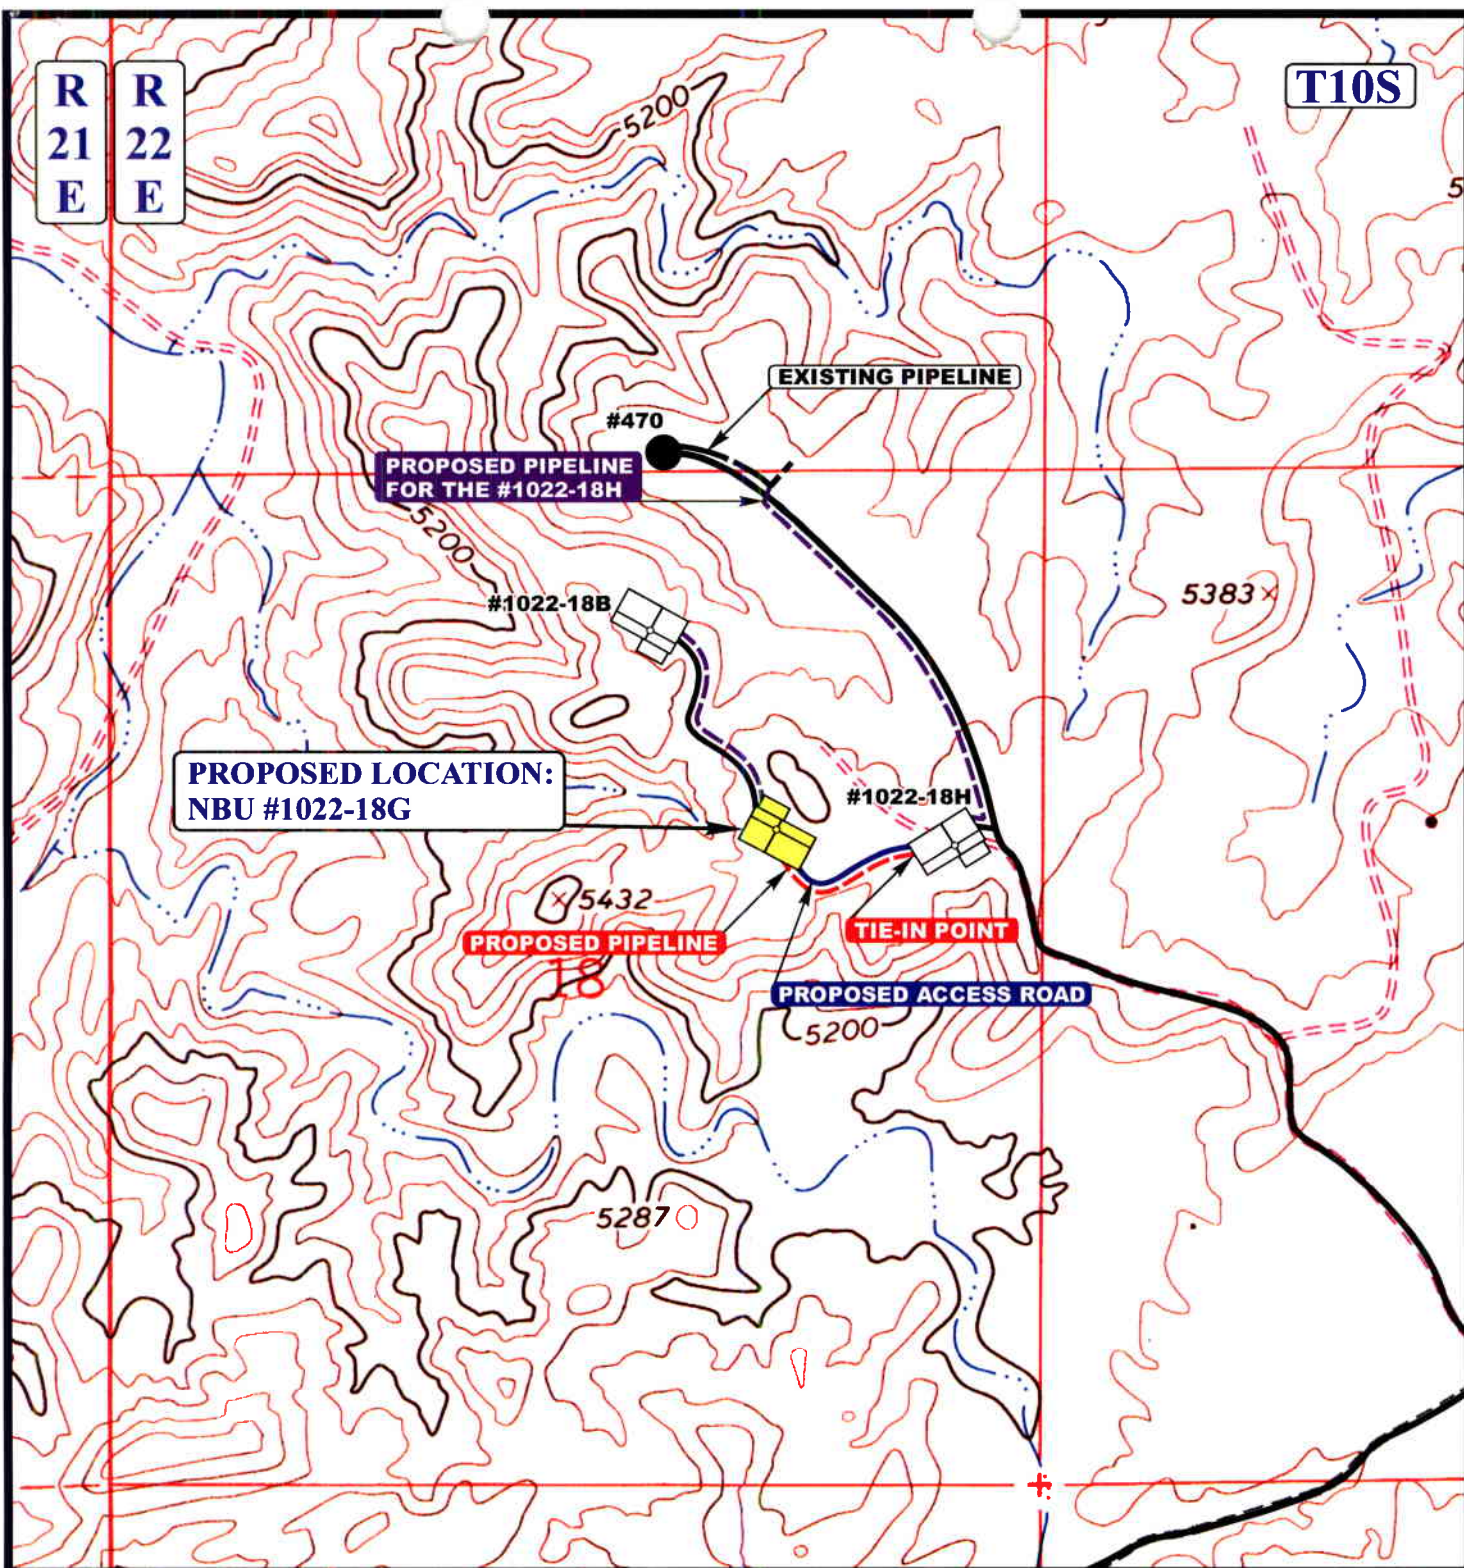 R
21
E
R
22
E
T10S
5200
5
EXISTING PIPELINE
#470
PROPOSED PIPELINE
FOR THE #1022-18H
5200
5383
#1022-18B
PROPOSED LOCATION:
NBU #1022-18G
#1022-18H
5432
TIE-IN POINT
PROPOSED PIPELINE
18
PROPOSED ACCESS ROAD
5200
5287